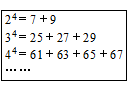 2⁴ = 7 + 9
3⁴ = 25 + 27 + 29
4⁴ = 61 + 63 + 65 + 67
… …